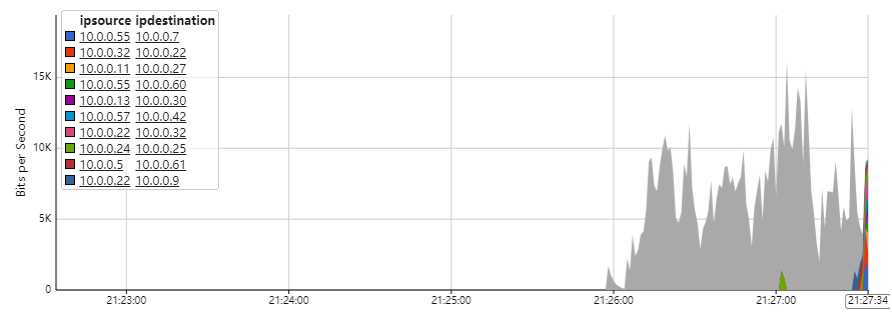 ipsource ipdestination
10.0.0.55 10.0.0.7
10.0.0.32 10.0.0.22
10.0.0.11 10.0.0.27
10.0.0.55 10.0.0.60
10.0.0.13 10.0.0.30
10.0.0.57 10.0.0.42
10.0.0.22 10.0.0.32
10.0.0.24 10.0.0.25
10.0.0.5 10.0.0.61
10.0.0.22 10.0.0.9
Bits per Second
15K
10K
5K
0
21:23:00 21:24:00 21:25:00 21:26:00 21:27:00 21:27:34